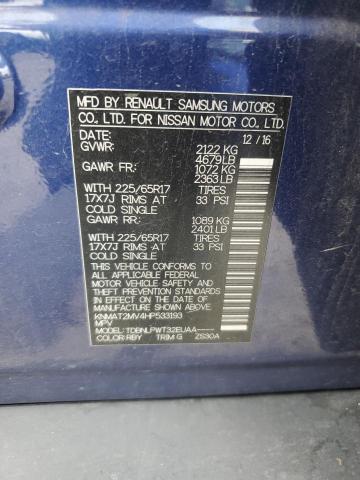 MFD BY RENAULT SAMSUNG MOTORS
CO., LTD. FOR NISSAN MOTOR CO., LTD.
DATE: 12 / 16
GVWR: 2122 KG
4679LB
GAWR FR: 1072 KG
2363LB
WITH 225/65R17 TIRES
17X7J RIMS AT 33 PSI
COLD SINGLE
GAWR RR: 1089 KG
2401LB
WITH 225/65R17 TIRES
17X7J RIMS AT 33 PSI
COLD SINGLE
THIS VEHICLE CONFORMS TO
ALL APPLICABLE FEDERAL
MOTOR VEHICLE SAFETY AND
THEFT PREVENTION STANDARDS
IN EFFECT ON THE DATE OF
MANUFACTURE SHOWN ABOVE.
KNMAT2MV4HP533193
MPV
MODEL: TDBNLPWT32EUAA-----
COLOR: RBY TRIM: G ZS30A